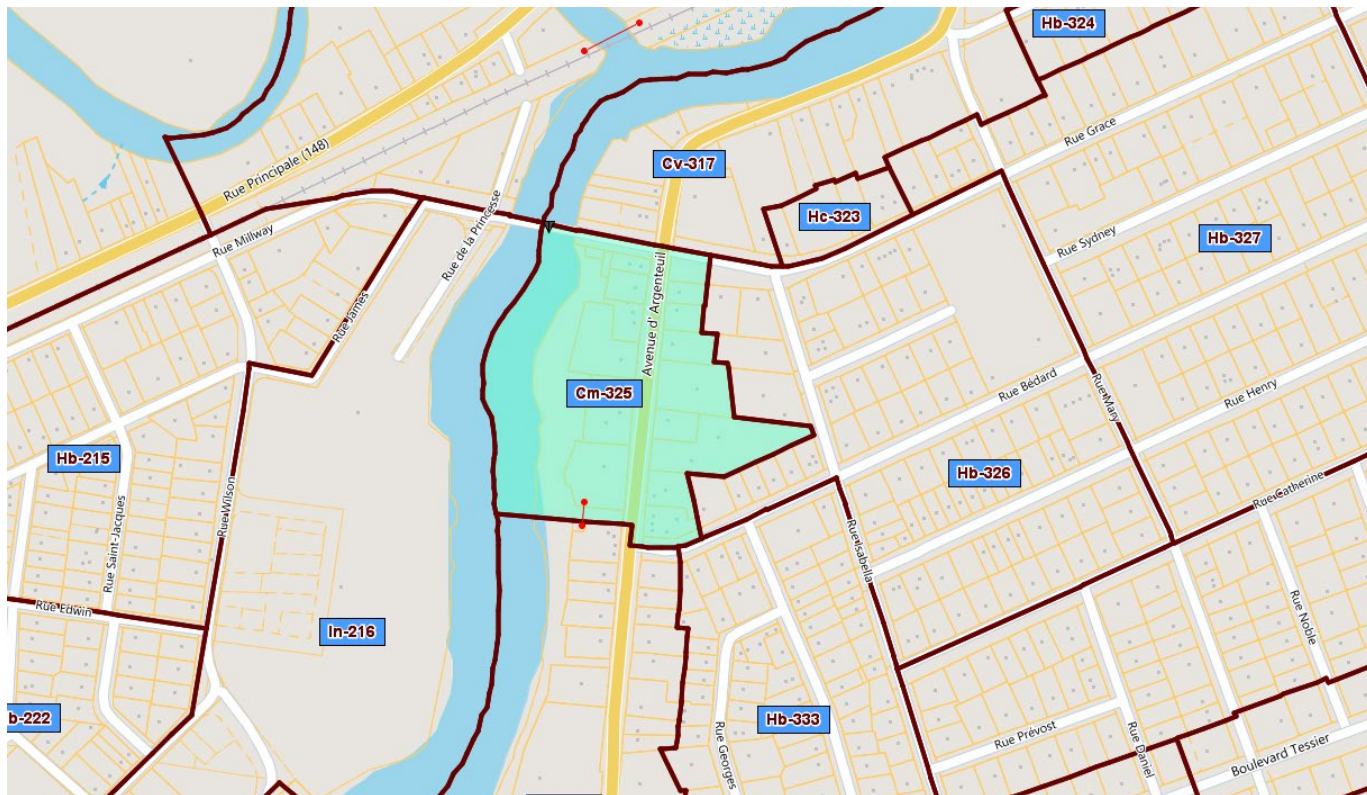 Hb-324
Rue Principale (148)
Rue Grace
Cv-317
Rue de la Princesse
Hc-323
Rue Millway
Rue Sydney
Hb-327
Avenue d' Argenteuil
Rue James
Cm-325
Rue Bédard
Rue Mary
Rue Henry
Hb-215
Hb-326
Rue Wilson
Rue Saint-Jacques
Rue Catherine
Rue Isabella
Rue Edwin
In-216
Rue Noble
b-222
Hb-333
Rue Georges
Rue Prévost
Rue Daniel
Boulevard Tessier